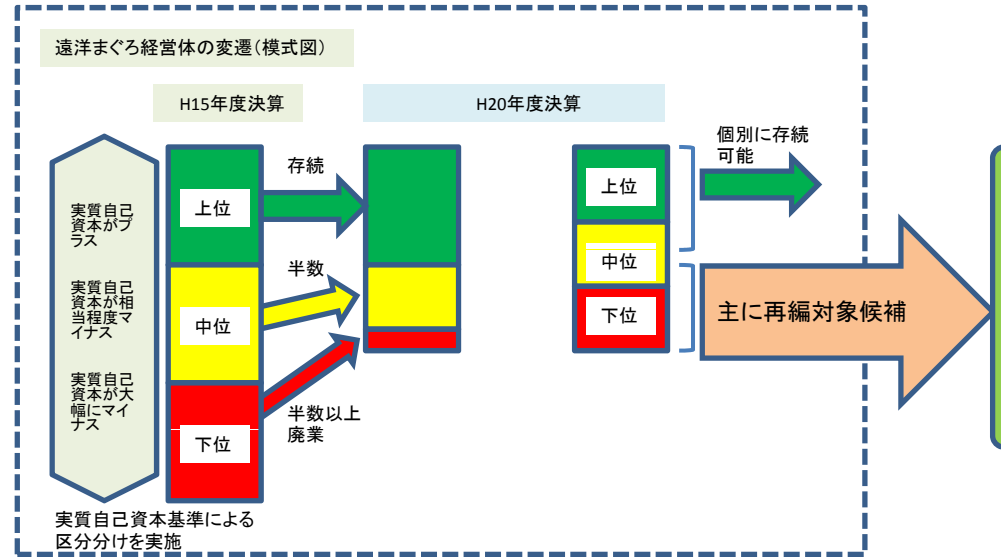 遠洋まぐろ経営体の変遷(模式図)
H15年度決算
H20年度決算
実質自己
資本がプ
ラス
実質自己
資本が相
当程度マ
イナス
実質自己
資本が大
幅にマイ
ナス
上位
中位
下位
存続
半数
半数以上
廃業
上位
中位
下位
個別に存続
可能
主に再編対象候補
実質自己資本基準による
区分分けを実施